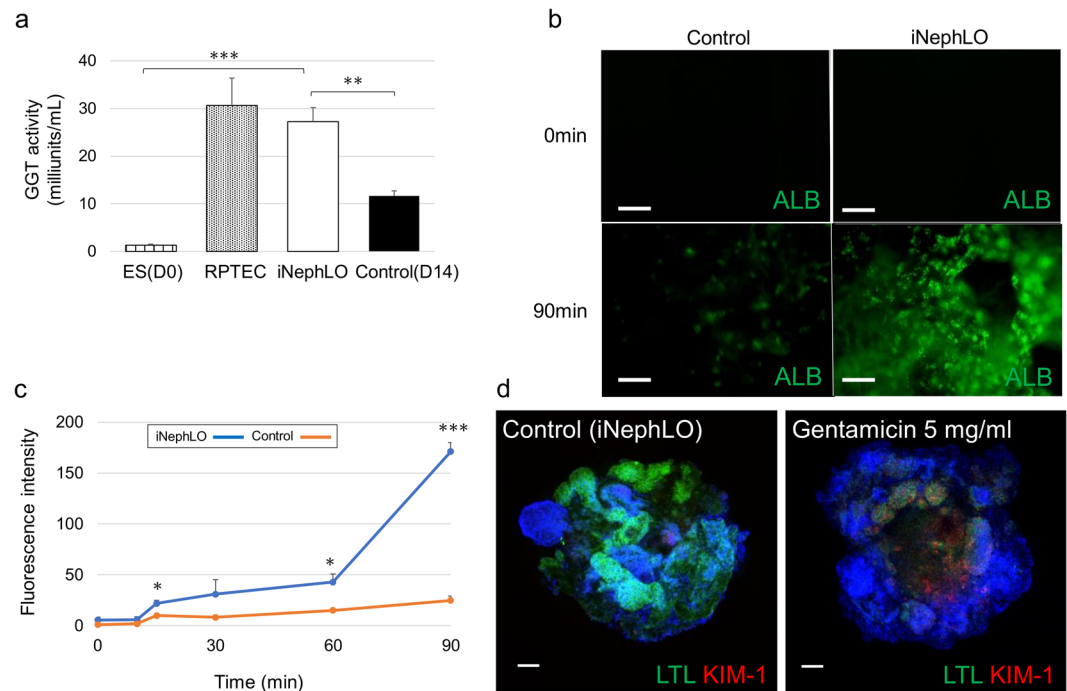 a
GGT activity
(milliunits/mL)
40
30
20
10
0
***
**
ES(D0) RPTEC iNephLO Control(D14)
b
Control iNephLO
0min
ALB ALB
90min
ALB ALB
c
Fluorescence intensity
200
150
100
50
0
iNephLO Control
*
*
***
0 30 60 90
Time (min)
d
Control (iNephLO)
LTL KIM-1
Gentamicin 5 mg/ml
LTL KIM-1